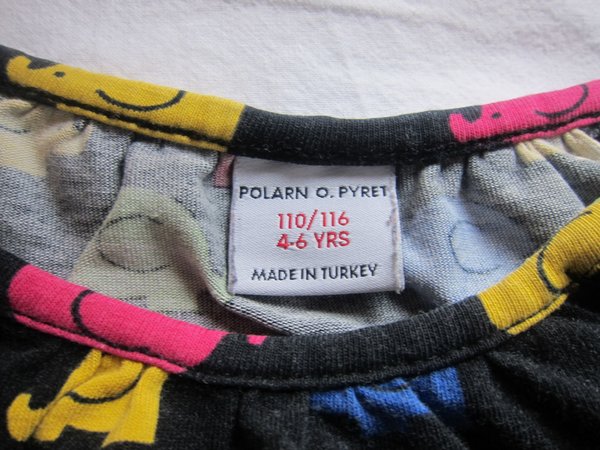 POLARN O. PYRET
110/116
4-6 YRS
MADE IN TURKEY